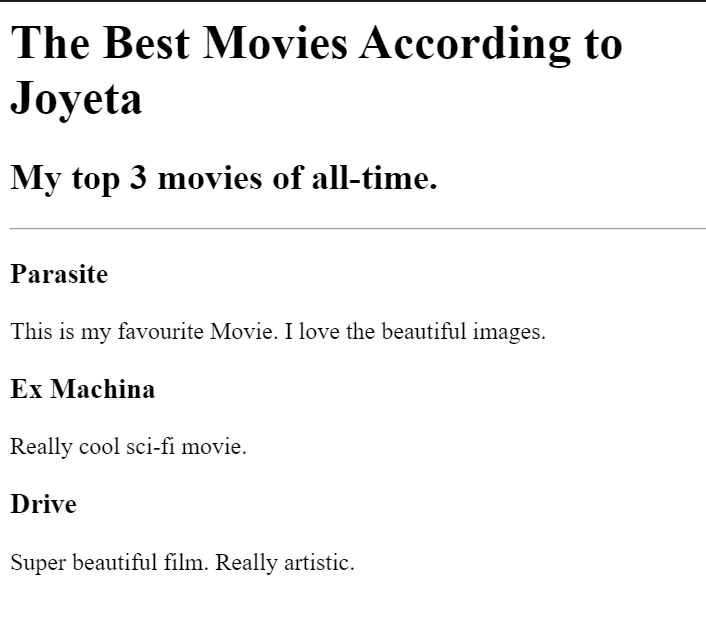 The Best Movies According to
Joyeta
My top 3 movies of all-time.
Parasite
This is my favourite Movie. I love the beautiful images.
Ex Machina
Really cool sci-fi movie.
Drive
Super beautiful film. Really artistic.